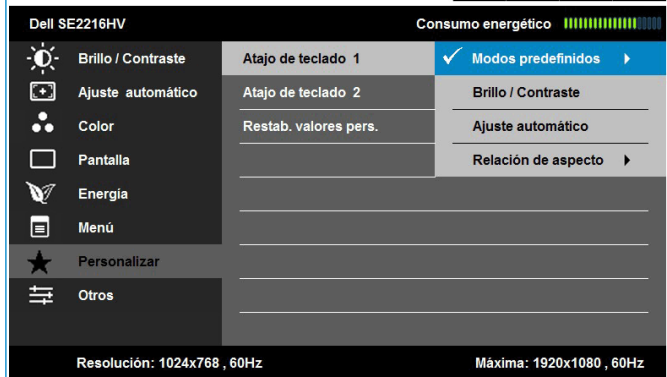 Dell SE2216HV Consumo energético
Brillo / Contraste Atajo de teclado 1 Modos predefinidos
Ajuste automático Atajo de teclado 2 Brillo / Contraste
Color Restab. valores pers. Ajuste automático
Pantalla Relación de aspecto
Energía
Menú
Personalizar
Otros
Resolución: 1024x768 , 60Hz Máxima: 1920x1080 , 60Hz